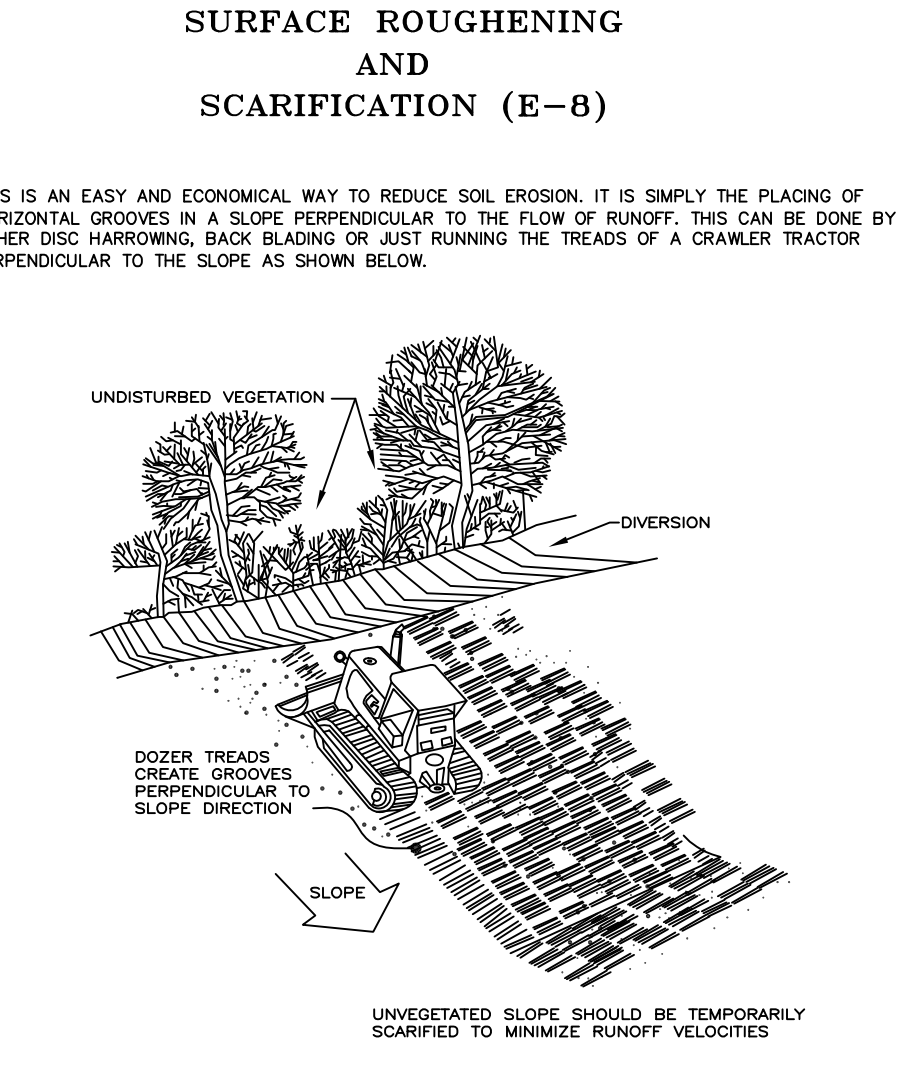 SURFACE ROUGHENING
AND
SCARIFICATION (E-8)
S IS AN EASY AND ECONOMICAL WAY TO REDUCE SOIL EROSION. IT IS SIMPLY THE PLACING OF
RIZONTAL GROOVES IN A SLOPE PERPENDICULAR TO THE FLOW OF RUNOFF. THIS CAN BE DONE BY
HER DISC HARROWING, BACK BLADING OR JUST RUNNING THE TREADS OF A CRAWLER TRACTOR
RPENDICULAR TO THE SLOPE AS SHOWN BELOW.
UNDISTURBED VEGETATION
DIVERSION
DOZER TREADS
CREATE GROOVES
PERPENDICULAR TO
SLOPE DIRECTION
SLOPE
UNVEGETATED SLOPE SHOULD BE TEMPORARILY
SCARIFIED TO MINIMIZE RUNOFF VELOCITIES